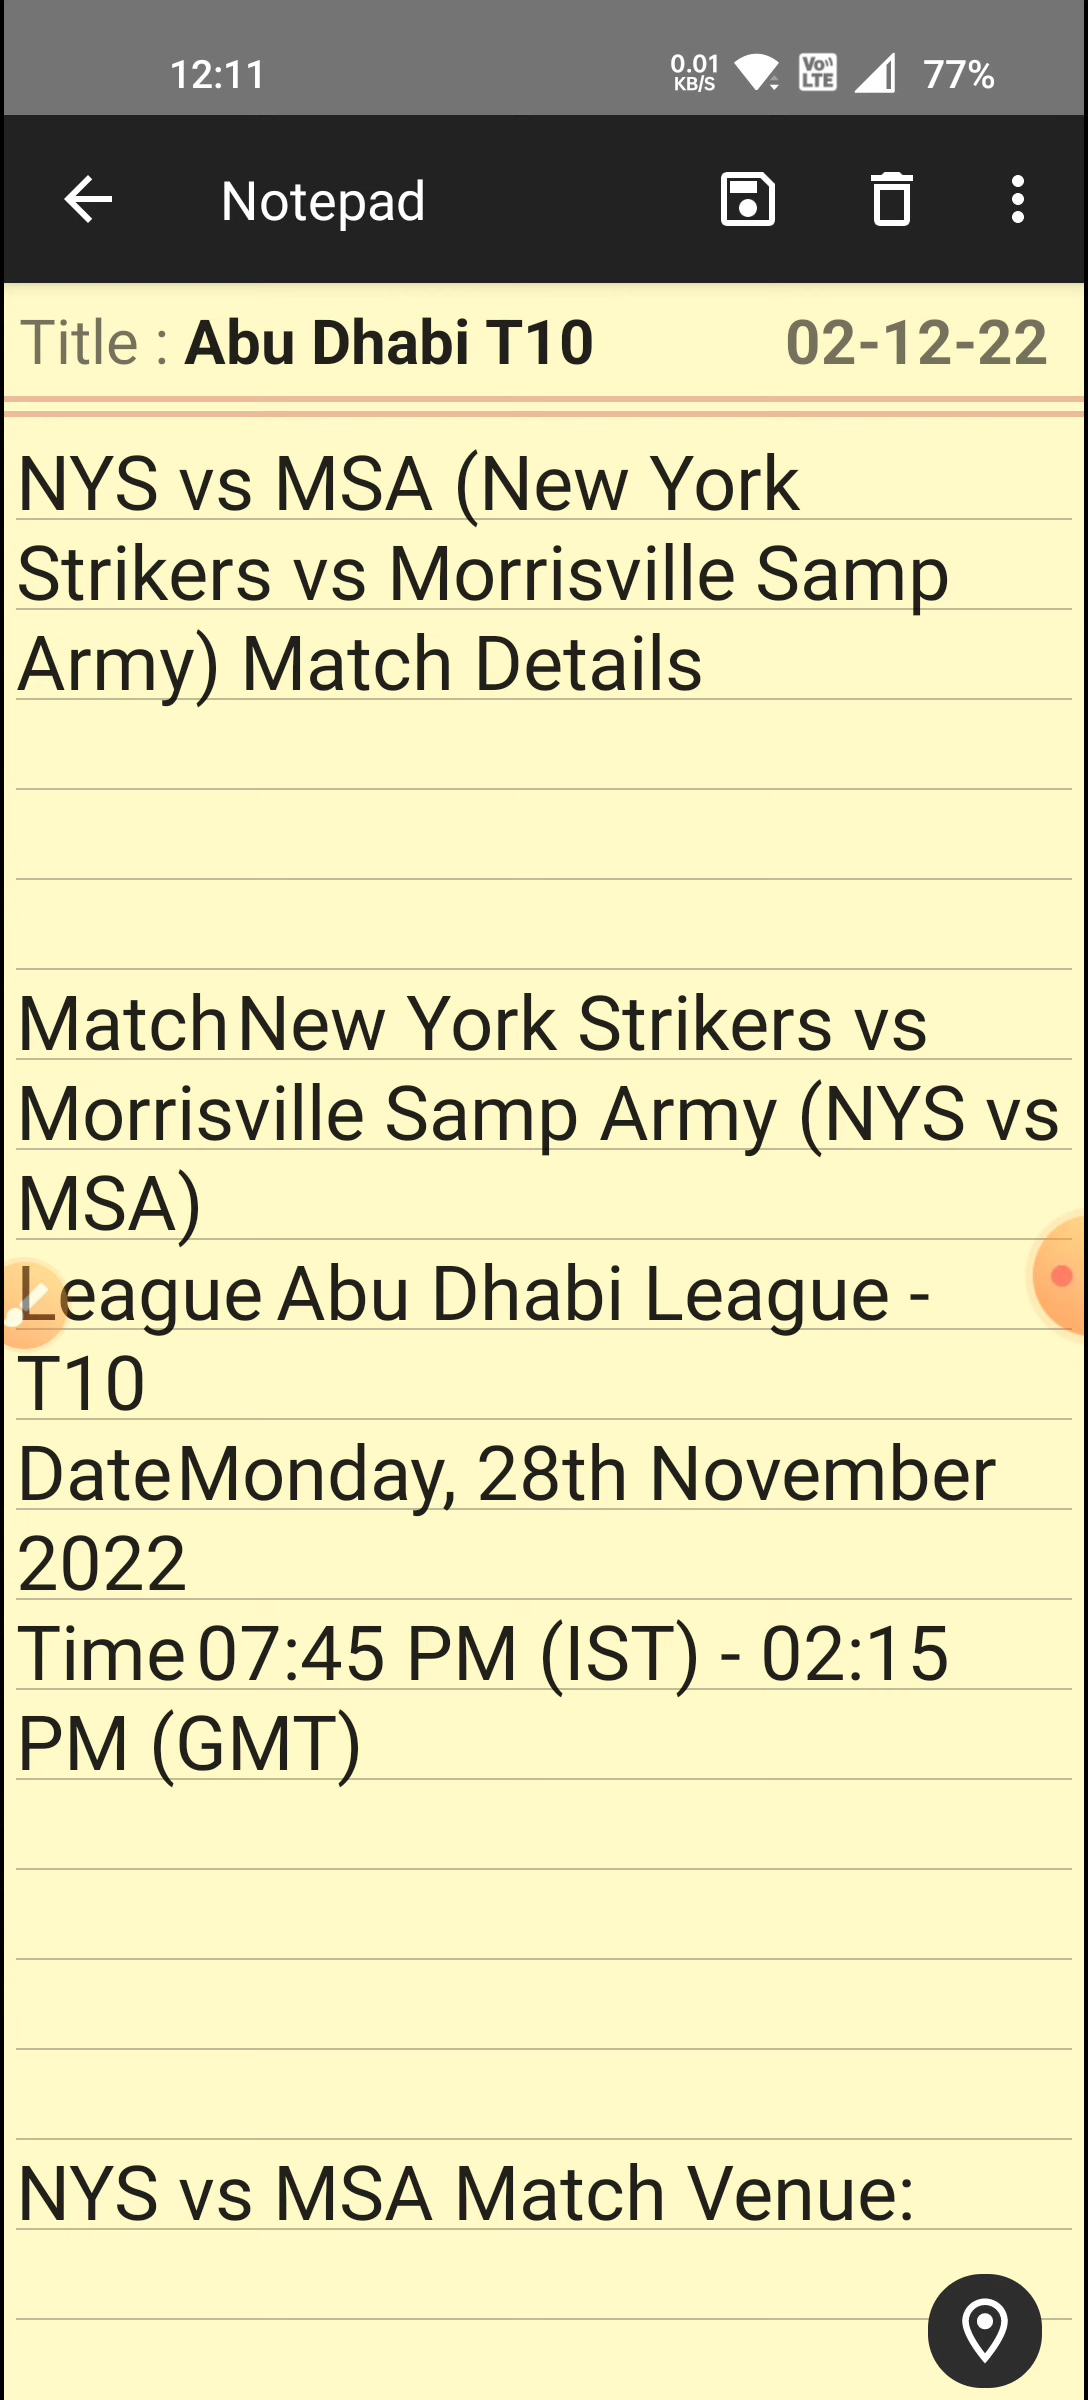 12:11 0.01 KB/S Vo LTE 77%
Notepad
Title : Abu Dhabi T10 02-12-22
NYS vs MSA (New York
Strikers vs Morrisville Samp
Army) Match Details
Match New York Strikers vs
Morrisville Samp Army (NYS vs
MSA)
League Abu Dhabi League -
T10
Date Monday, 28th November
2022
Time 07:45 PM (IST) - 02:15
PM (GMT)
NYS vs MSA Match Venue: